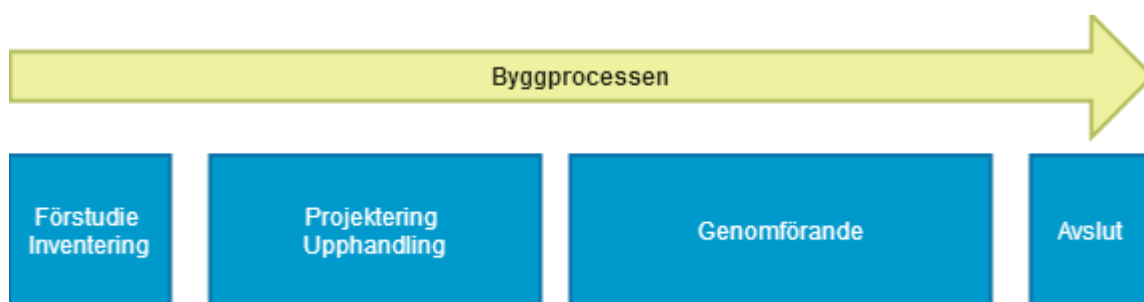 Byggprocessen
Förstudie
Inventering
Projektering
Upphandling
Genomförande
Avslut